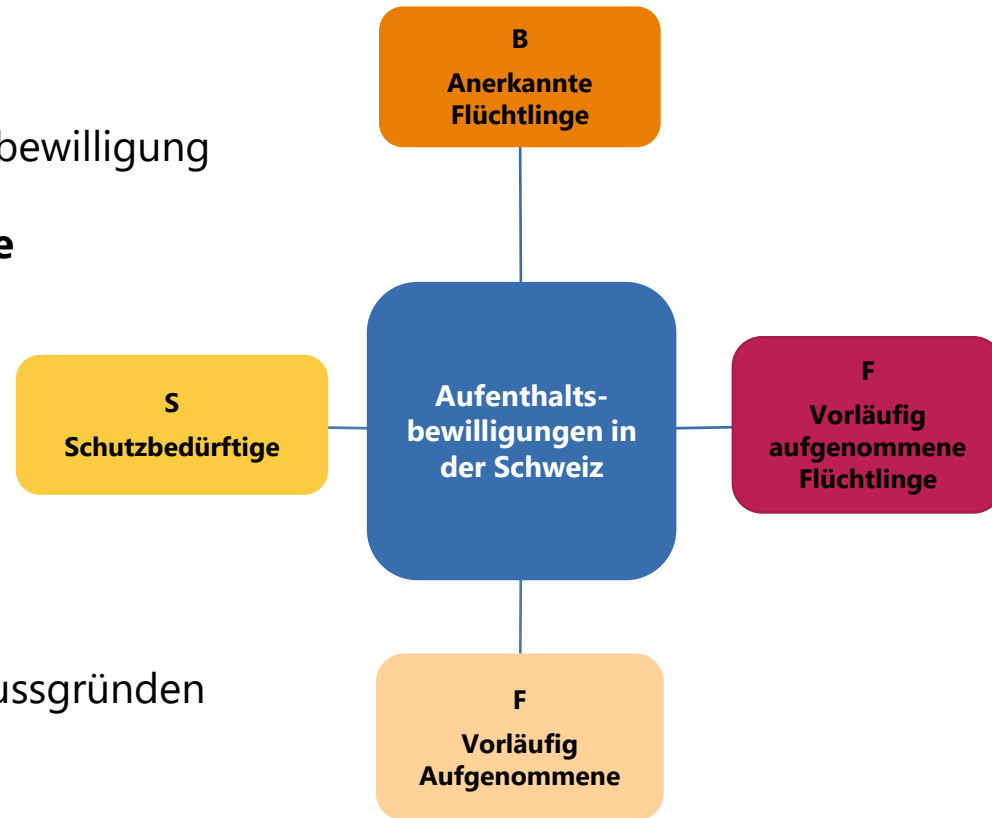 B
Anerkannte
Flüchtlinge
bewilligung
e
S
Schutzbedürftige
Aufenthalts-
bewilligungen in
der Schweiz
F
Vorläufig
aufgenommene
Flüchtlinge
ussgründen
F
Vorläufig
Aufgenommene